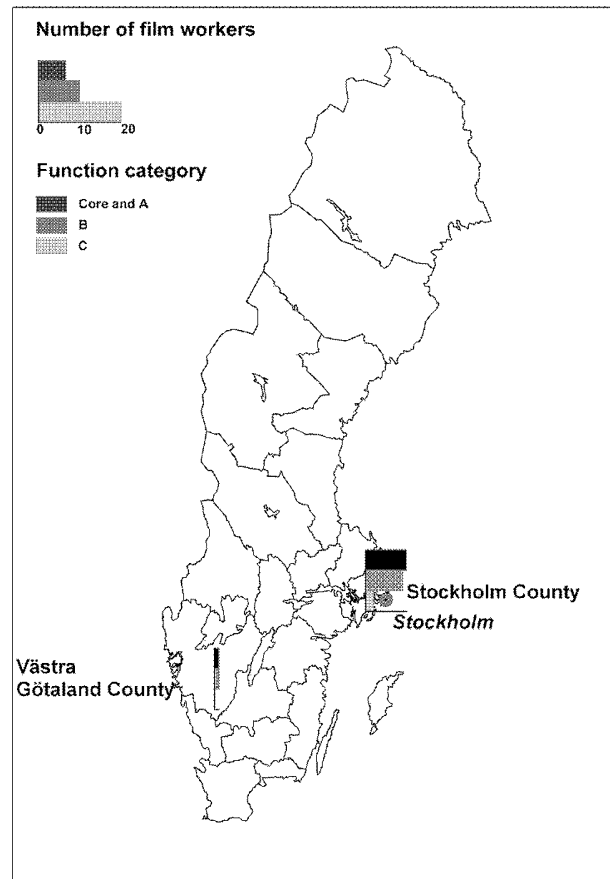 Number of film workers
0 10 20
Function category
Core and A
B
C
Stockholm County
Stockholm
Västra
Götaland County